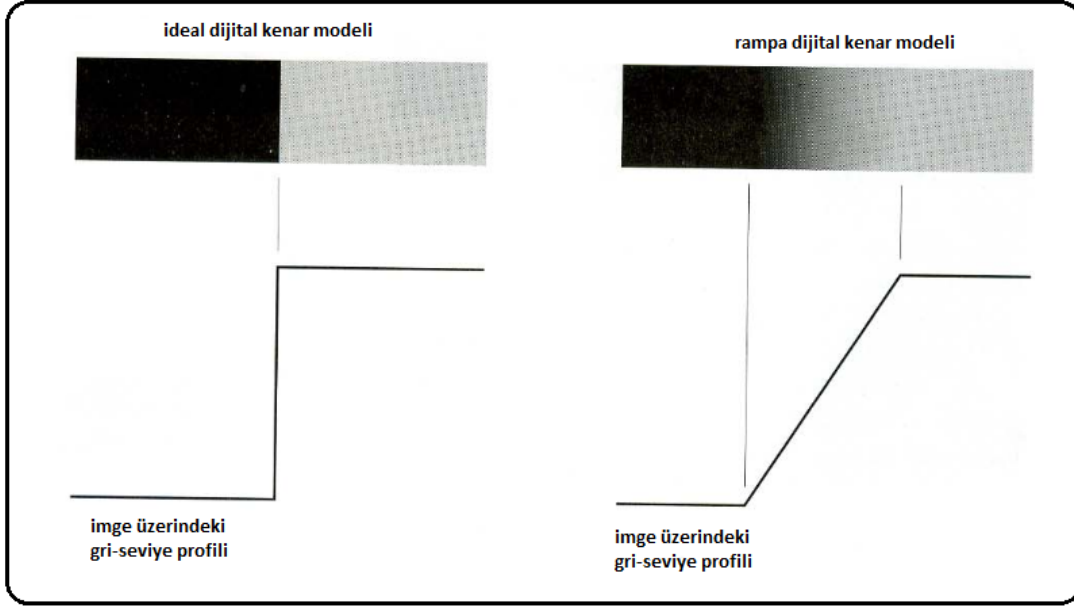 ideal dijital kenar modeli
rampa dijital kenar modeli
imge üzerindeki
gri-seviye profili
imge üzerindeki
gri-seviye profili